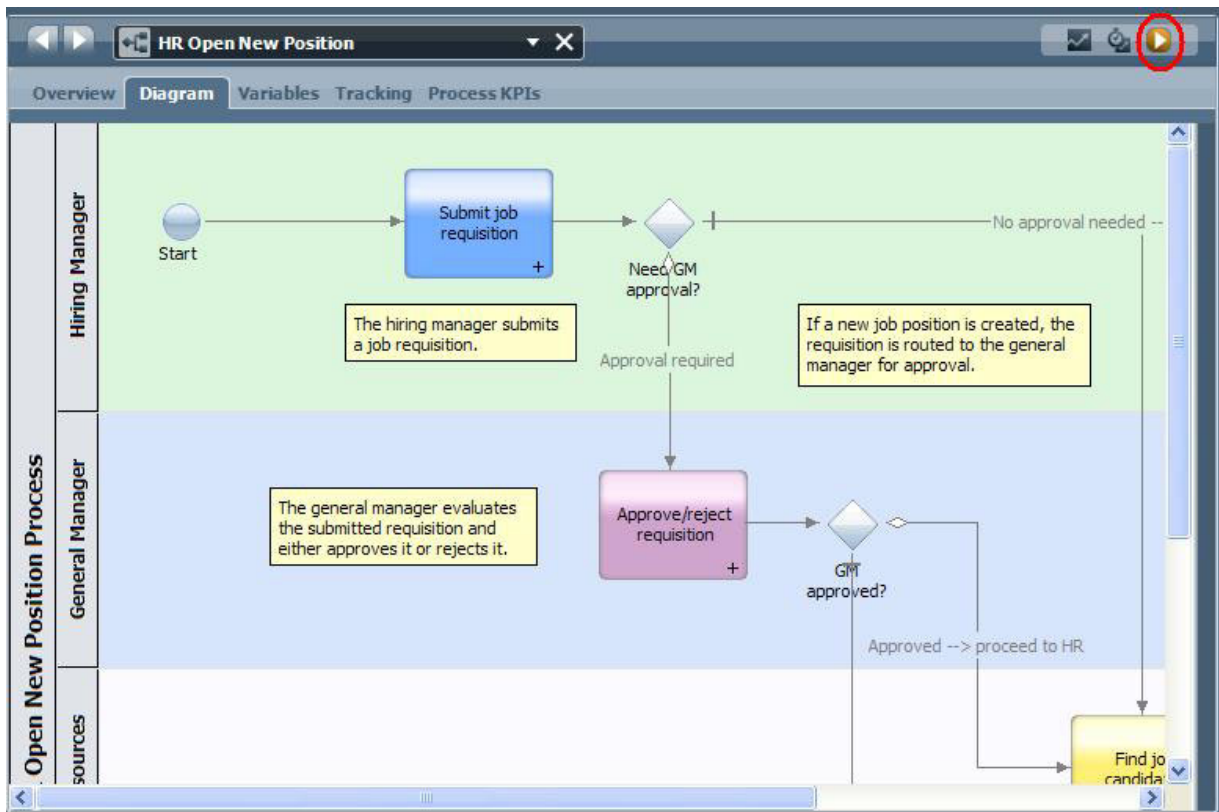 HR Open New Position
Overview Diagram Variables Tracking Process KPIs
Open New Position Process
Hiring Manager
Start
Submit job
requisition
+
Need GM
approval?
No approval needed --
The hiring manager submits
a job requisition.
If a new job position is created, the
requisition is routed to the general
manager for approval.
Approval required
General Manager
The general manager evaluates
the submitted requisition and
either approves it or rejects it.
Approve/reject
requisition
+
GM
approved?
Approved --> proceed to HR
sources
Find jo
candida